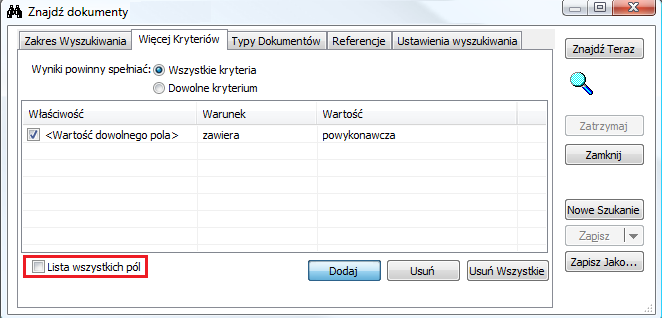 Znajdź dokumenty
Zakres Wyszukiwania
Więcej Kryteriów
Typy Dokumentów
Referencje
Ustawienia wyszukiwania
Wyniki powinny spełniać:
Wszystkie kryteria
Dowolne kryterium
Właściwość Warunek Wartość
<Wartość dowolnego pola> zawiera powykonawcza
Lista wszystkich pól
Dodaj
Usuń
Usuń Wszystkie
Znajdź Teraz
Zatrzymaj
Zamknij
Nowe Szukanie
Zapisz
Zapisz Jako...